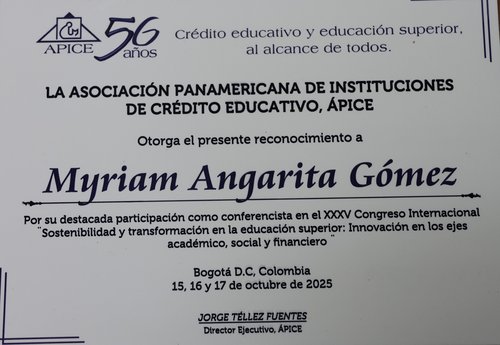 ÁPICE
56 años
Crédito educativo y educación superior,
al alcance de todos.
LA ASOCIACIÓN PANAMERICANA DE INSTITUCIONES
DE CRÉDITO EDUCATIVO, ÁPICE
Otorga el presente reconocimiento a
Myriam Angarita Gómez
Por su destacada participación como conferencista en el XXXV Congreso Internacional
¨Sostenibilidad y transformación en la educación superior: Innovación en los ejes
académico, social y financiero ¨
Bogotá D.C, Colombia
15, 16 y 17 de octubre de 2025
JORGE TÉLLEZ FUENTES
Director Ejecutivo, ÁPICE